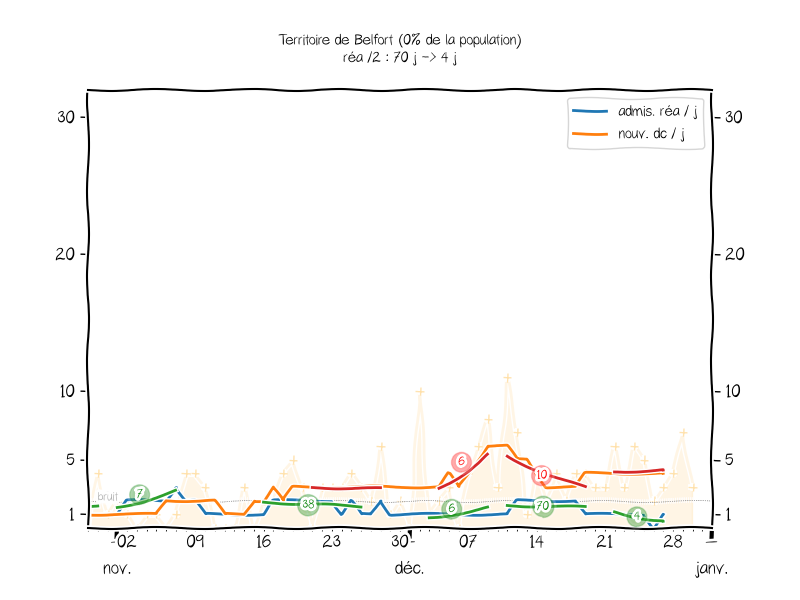 Territoire de Belfort (0% de la population)
réa /2 : 70 j -> 4 j
admis. réa / j
nouv. dc / j
30 30
20 20
10 10
5 5
1 1
bruit
7
38
6
6
10
70
4
02 09 16 23 30 07 14 21 28
nov. déc. janv.